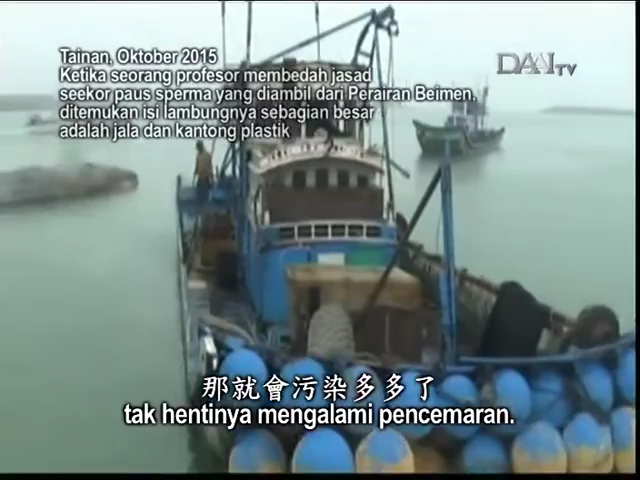 Tainan, Oktober 2015
Ketika seorang profesor membedah jasad
seekor paus sperma yang diambil dari Perairan Beimen,
ditemukan isi lambungnya sebagian besar
adalah jala dan kantong plastik
DAAI TV
那就會污染多多了
tak hentinya mengalami pencemaran.